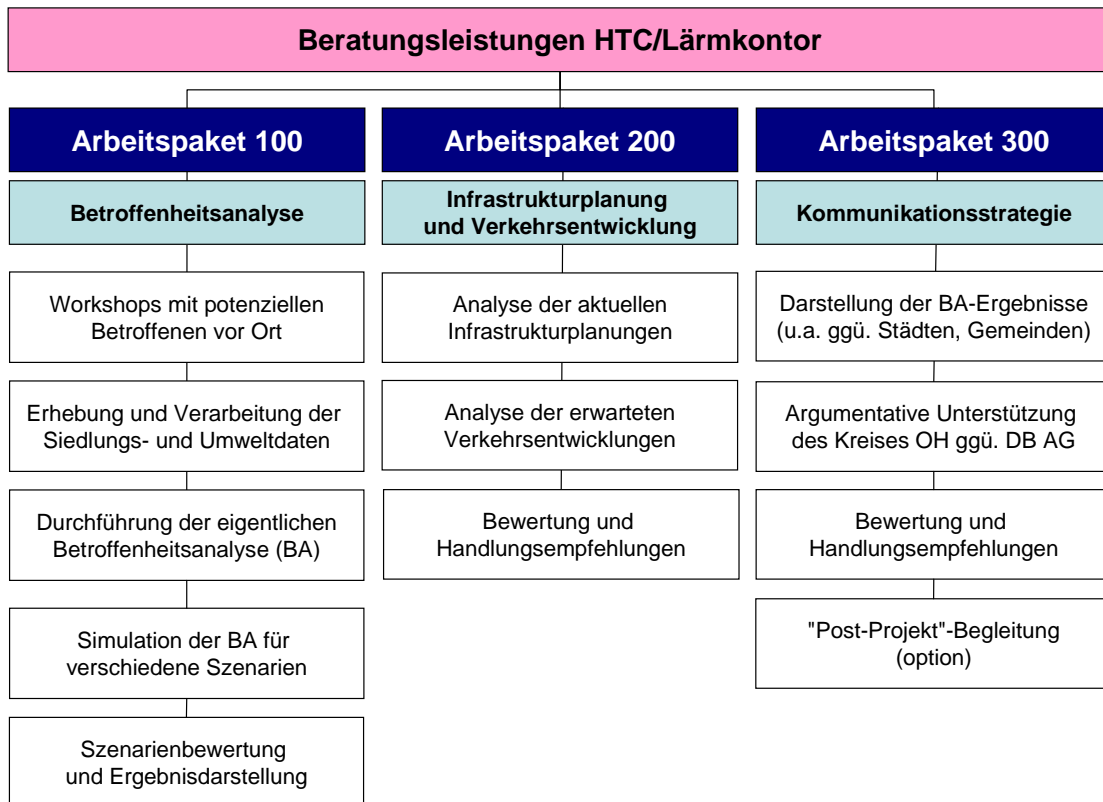 Beratungsleistungen HTC/Lärmkontor
Arbeitspaket 100
Betroffenheitsanalyse
Workshops mit potenziellen
Betroffenen vor Ort
Erhebung und Verarbeitung der
Siedlungs- und Umweltdaten
Durchführung der eigentlichen
Betroffenheitsanalyse (BA)
Simulation der BA für
verschiedene Szenarien
Szenarienbewertung
und Ergebnisdarstellung
Arbeitspaket 200
Infrastrukturplanung
und Verkehrsentwicklung
Analyse der aktuellen
Infrastrukturplanungen
Analyse der erwarteten
Verkehrsentwicklungen
Bewertung und
Handlungsempfehlungen
Arbeitspaket 300
Kommunikationsstrategie
Darstellung der BA-Ergebnisse
(u.a. ggü. Städten, Gemeinden)
Argumentative Unterstützung
des Kreises OH ggü. DB AG
Bewertung und
Handlungsempfehlungen
"Post-Projekt"-Begleitung
(option)